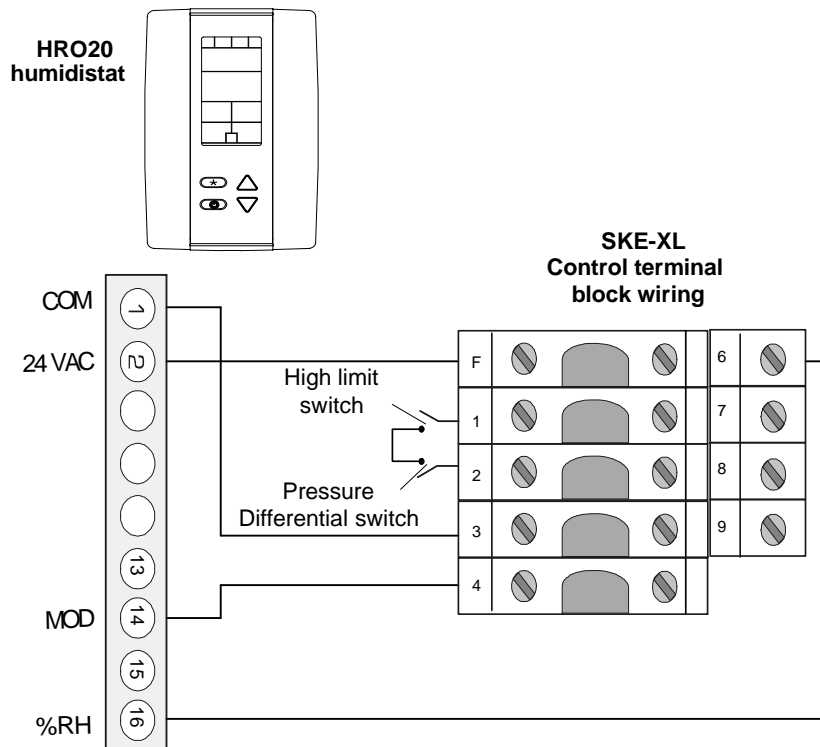 HRO20
humidistat
SKE-XL
Control terminal
block wiring
COM
1
24 VAC
2
13
MOD
14
15
%RH
16
High limit
switch
Pressure
Differential switch
F
1
2
3
4
6
7
8
9